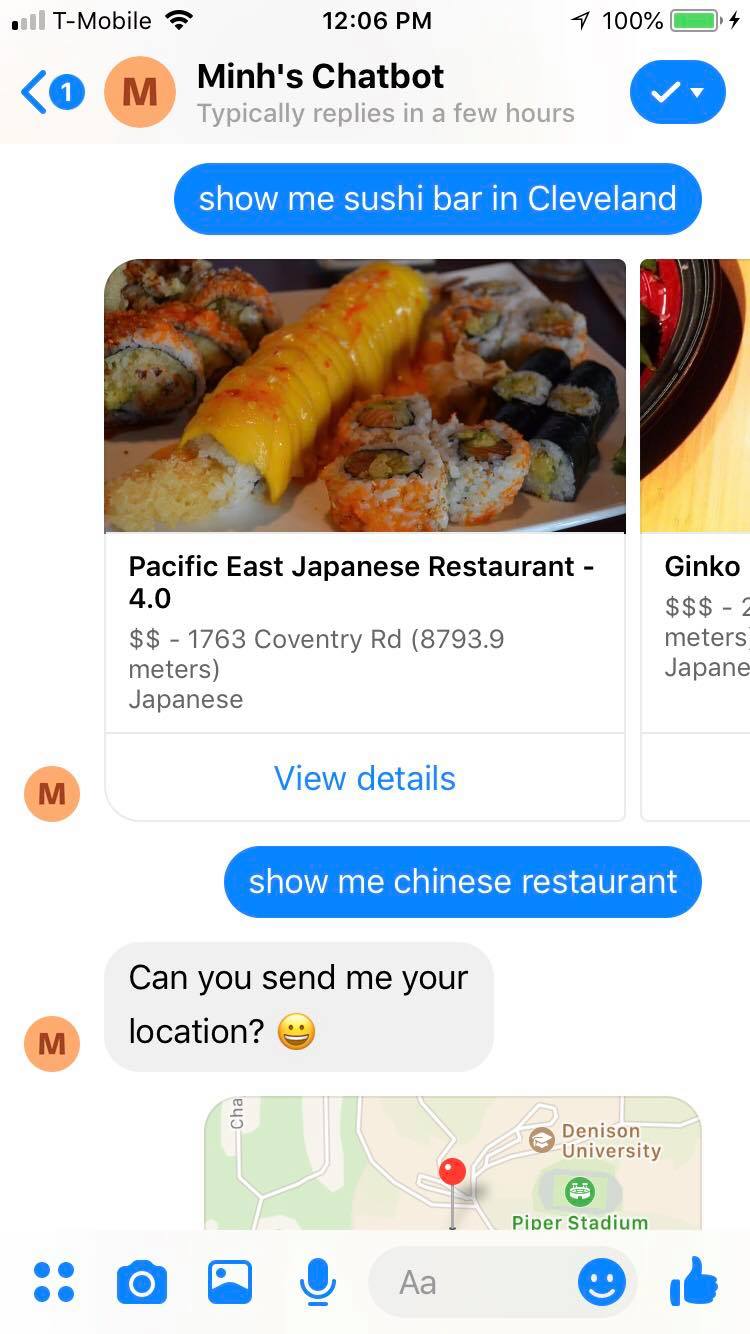 T-Mobile 12:06 PM 100%
1 M Minh's Chatbot
Typically replies in a few hours
show me sushi bar in Cleveland
Pacific East Japanese Restaurant -
4.0
$$ - 1763 Coventry Rd (8793.9
meters)
Japanese
View details
Ginko
$$$ - 2
meters)
Japane
M
show me chinese restaurant
Can you send me your
location? 😀
M
Cha
Denison
University
Piper Stadium
Aa